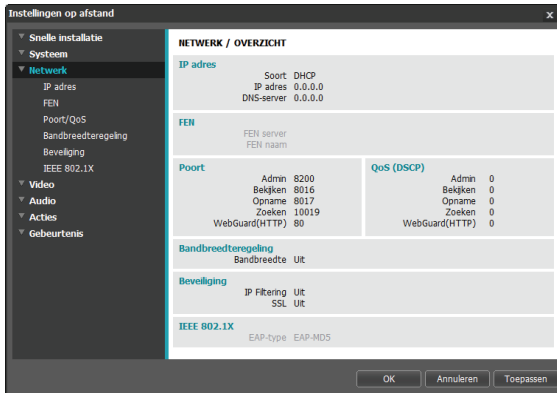 Instellingen op afstand x
Snelle installatie
Systeem
Netwerk
IP adres
FEN
Poort/QoS
Bandbreedteregeling
Beveiliging
IEEE 802.1X
Video
Audio
Acties
Gebeurtenis
NETWERK / OVERZICHT
IP adres
Soort DHCP
IP adres 0.0.0.0
DNS-server 0.0.0.0
FEN
FEN server
FEN naam
Poort
Admin 8200
Bekijken 8016
Opname 8017
Zoeken 10019
WebGuard(HTTP) 80
QoS (DSCP)
Admin 0
Bekijken 0
Opname 0
Zoeken 0
WebGuard(HTTP) 0
Bandbreedteregeling
Bandbreedte Uit
Beveiliging
IP Filtering Uit
SSL Uit
IEEE 802.1X
EAP-type EAP-MD5
OK Annuleren Toepassen